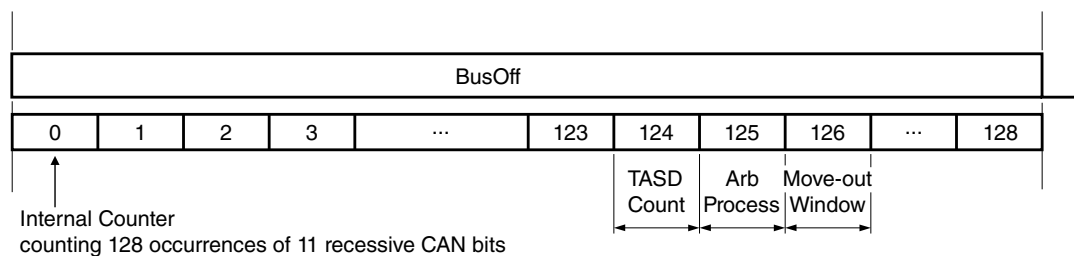 BusOff
0 1 2 3 ... 123 124 125 126 ... 128
TASD Arb Move-out
Count Process Window
Internal Counter
counting 128 occurrences of 11 recessive CAN bits